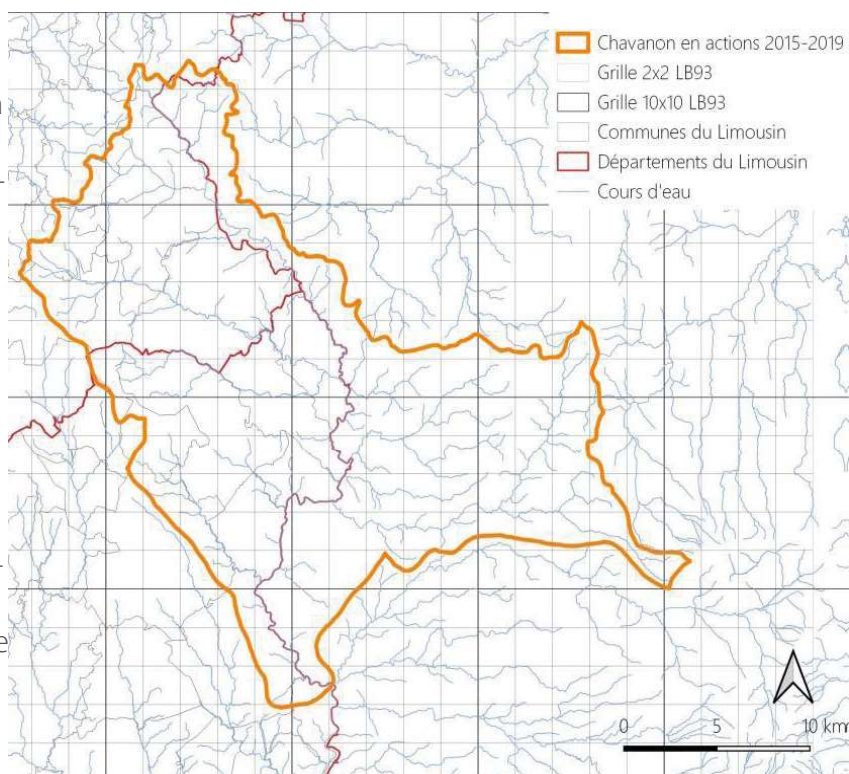 Chavanon en actions 2015-2019
Grille 2x2 LB93
Grille 10x10 LB93
Communes du Limousin
Départements du Limousin
Cours d'eau
0 5 10 km